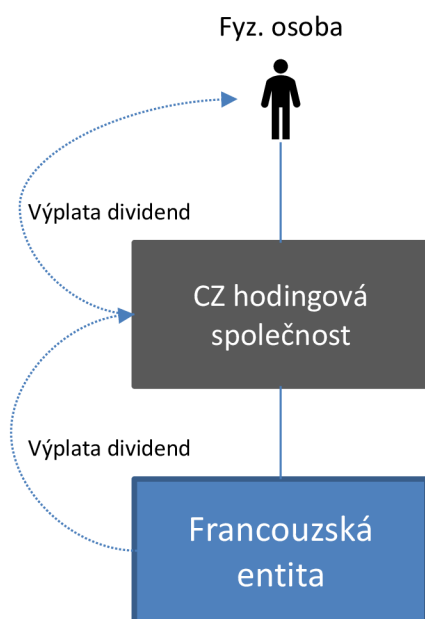 Fyz. osoba
Výplata dividend
CZ hodingová
společnost
Výplata dividend
Francouzská
entita